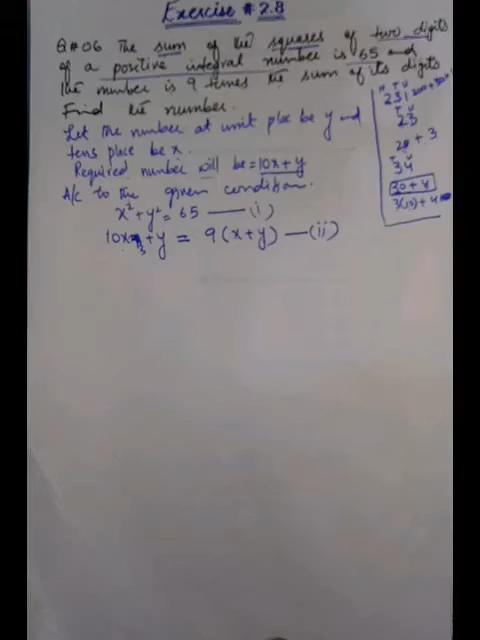 Exercise # 2.8
Q#06 The sum of the squares of two digits
of a positive integral number is 65 and
the number is 9 times the sum of its digits
Find the number.
Let the number at unit place be y and
tens place be x.
Required number will be = 10x+y
A/C to the given condition.
x²+y² = 65 —— (i)
10x+y = 9(x+y) —(ii)
H T U
231
T U
23
20 + 3
T U
34
30 + 4
3(10) + 4